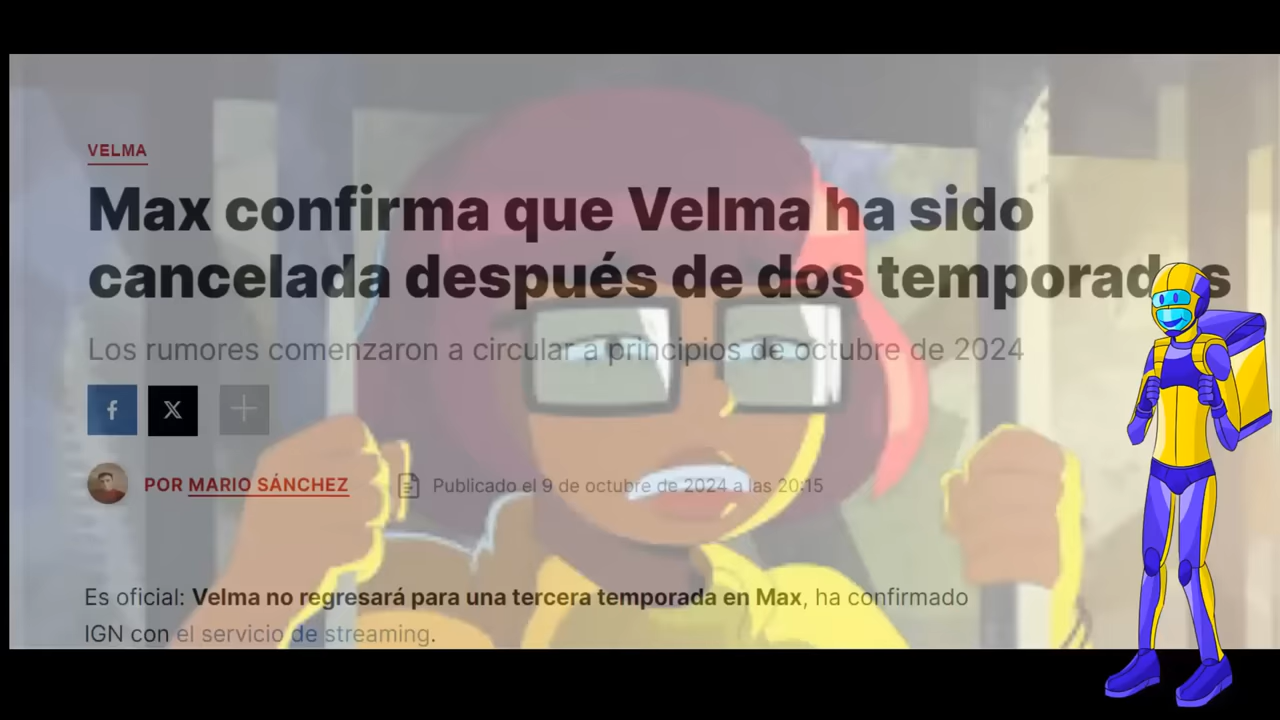 VELMA
Max confirma que Velma ha sido
cancelada después de dos temporadas
Los rumores comenzaron a circular a principios de octubre de 2024
POR MARIO SÁNCHEZ Publicado el 9 de octubre de 2024 a las 20:15
Es oficial: Velma no regresará para una tercera temporada en Max, ha confirmado
IGN con el servicio de streaming.